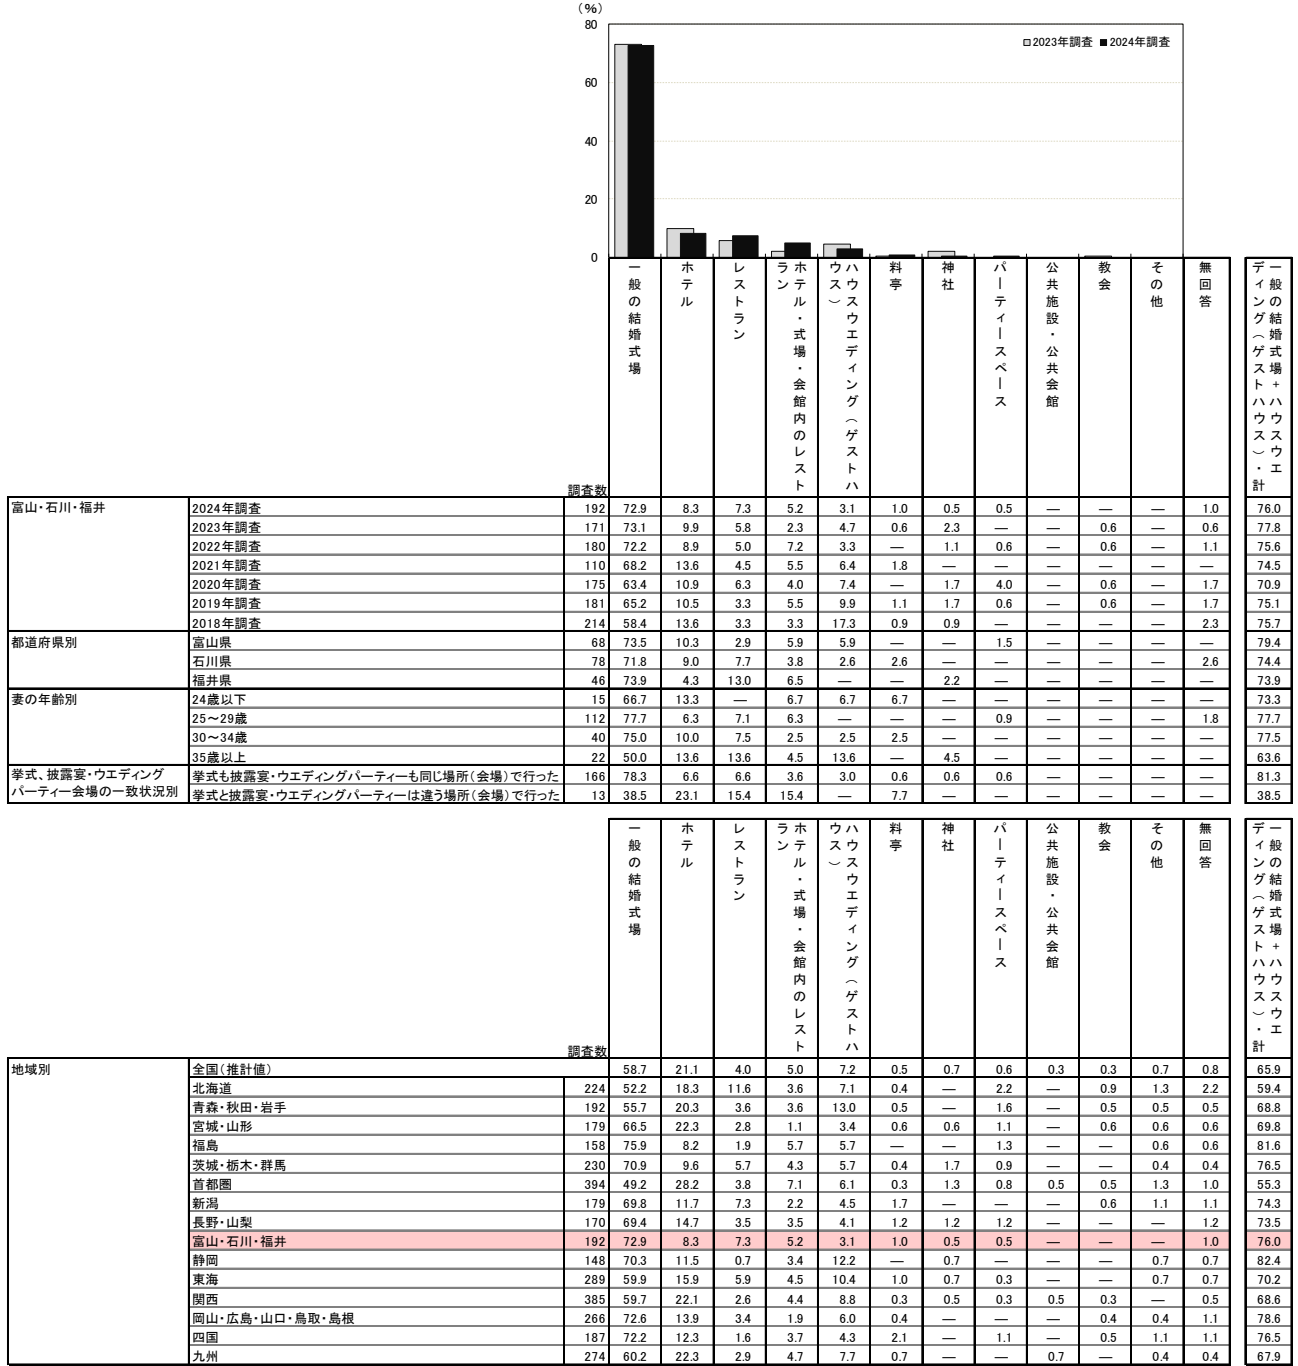 (%)
80
60
40
20
0
□2023年調査 ■2024年調査
一般の結婚式場
ホテル
レストラン
ホテル・式場・会館内のレストラン
ハウスウエディング(ゲストハウス)
料亭
神社
パーティースペース
公共施設・公共会館
教会
その他
無回答
一般の結婚式場+ハウスウエディング(ゲストハウス)・計
調査数
富山・石川・福井 2024年調査 192 72.9 8.3 7.3 5.2 3.1 1.0 0.5 0.5 — — — 1.0 76.0
2023年調査 171 73.1 9.9 5.8 2.3 4.7 0.6 2.3 — — 0.6 — 0.6 77.8
2022年調査 180 72.2 8.9 5.0 7.2 3.3 — 1.1 0.6 — 0.6 — 1.1 75.6
2021年調査 110 68.2 13.6 4.5 5.5 6.4 1.8 — — — — — — 74.5
2020年調査 175 63.4 10.9 6.3 4.0 7.4 — 1.7 4.0 — 0.6 — 1.7 70.9
2019年調査 181 65.2 10.5 3.3 5.5 9.9 1.1 1.7 0.6 — 0.6 — 1.7 75.1
2018年調査 214 58.4 13.6 3.3 3.3 17.3 0.9 0.9 — — — — 2.3 75.7
都道府県別 富山県 68 73.5 10.3 2.9 5.9 5.9 — — 1.5 — — — — 79.4
石川県 78 71.8 9.0 7.7 3.8 2.6 2.6 — — — — — 2.6 74.4
福井県 46 73.9 4.3 13.0 6.5 — — 2.2 — — — — — 73.9
妻の年齢別 24歳以下 15 66.7 13.3 — 6.7 6.7 6.7 — — — — — — 73.3
25～29歳 112 77.7 6.3 7.1 6.3 — — — 0.9 — — — 1.8 77.7
30～34歳 40 75.0 10.0 7.5 2.5 2.5 2.5 — — — — — — 77.5
35歳以上 22 50.0 13.6 13.6 4.5 13.6 — 4.5 — — — — — 63.6
挙式、披露宴・ウエディング 挙式も披露宴・ウエディングパーティーも同じ場所(会場)で行った 166 78.3 6.6 6.6 3.6 3.0 0.6 0.6 0.6 — — — — 81.3
パーティー会場の一致状況別 挙式と披露宴・ウエディングパーティーは違う場所(会場)で行った 13 38.5 23.1 15.4 15.4 — 7.7 — — — — — — 38.5
一般の結婚式場
ホテル
レストラン
ホテル・式場・会館内のレストラン
ハウスウエディング(ゲストハウス)
料亭
神社
パーティースペース
公共施設・公共会館
教会
その他
無回答
一般の結婚式場+ハウスウエディング(ゲストハウス)・計
調査数
地域別 全国(推計値) 58.7 21.1 4.0 5.0 7.2 0.5 0.7 0.6 0.3 0.3 0.7 0.8 65.9
北海道 224 52.2 18.3 11.6 3.6 7.1 0.4 — 2.2 — 0.9 1.3 2.2 59.4
青森・秋田・岩手 192 55.7 20.3 3.6 3.6 13.0 0.5 — 1.6 — 0.5 0.5 0.5 68.8
宮城・山形 179 66.5 22.3 2.8 1.1 3.4 0.6 0.6 1.1 — 0.6 0.6 0.6 69.8
福島 158 75.9 8.2 1.9 5.7 5.7 — — 1.3 — — 0.6 0.6 81.6
茨城・栃木・群馬 230 70.9 9.6 5.7 4.3 5.7 0.4 1.7 0.9 — — 0.4 0.4 76.5
首都圏 394 49.2 28.2 3.8 7.1 6.1 0.3 1.3 0.8 0.5 0.5 1.3 1.0 55.3
新潟 179 69.8 11.7 7.3 2.2 4.5 1.7 — — — 0.6 1.1 1.1 74.3
長野・山梨 170 69.4 14.7 3.5 3.5 4.1 1.2 1.2 1.2 — — — 1.2 73.5
富山・石川・福井 192 72.9 8.3 7.3 5.2 3.1 1.0 0.5 0.5 — — — 1.0 76.0
静岡 148 70.3 11.5 0.7 3.4 12.2 — 0.7 — — — 0.7 0.7 82.4
東海 289 59.9 15.9 5.9 4.5 10.4 1.0 0.7 0.3 — — 0.7 0.7 70.2
関西 385 59.7 22.1 2.6 4.4 8.8 0.3 0.5 0.3 0.5 0.3 — 0.5 68.6
岡山・広島・山口・鳥取・島根 266 72.6 13.9 3.4 1.9 6.0 0.4 — — — 0.4 0.4 1.1 78.6
四国 187 72.2 12.3 1.6 3.7 4.3 2.1 — 1.1 — 0.5 1.1 1.1 76.5
九州 274 60.2 22.3 2.9 4.7 7.7 0.7 — — 0.7 — 0.4 0.4 67.9